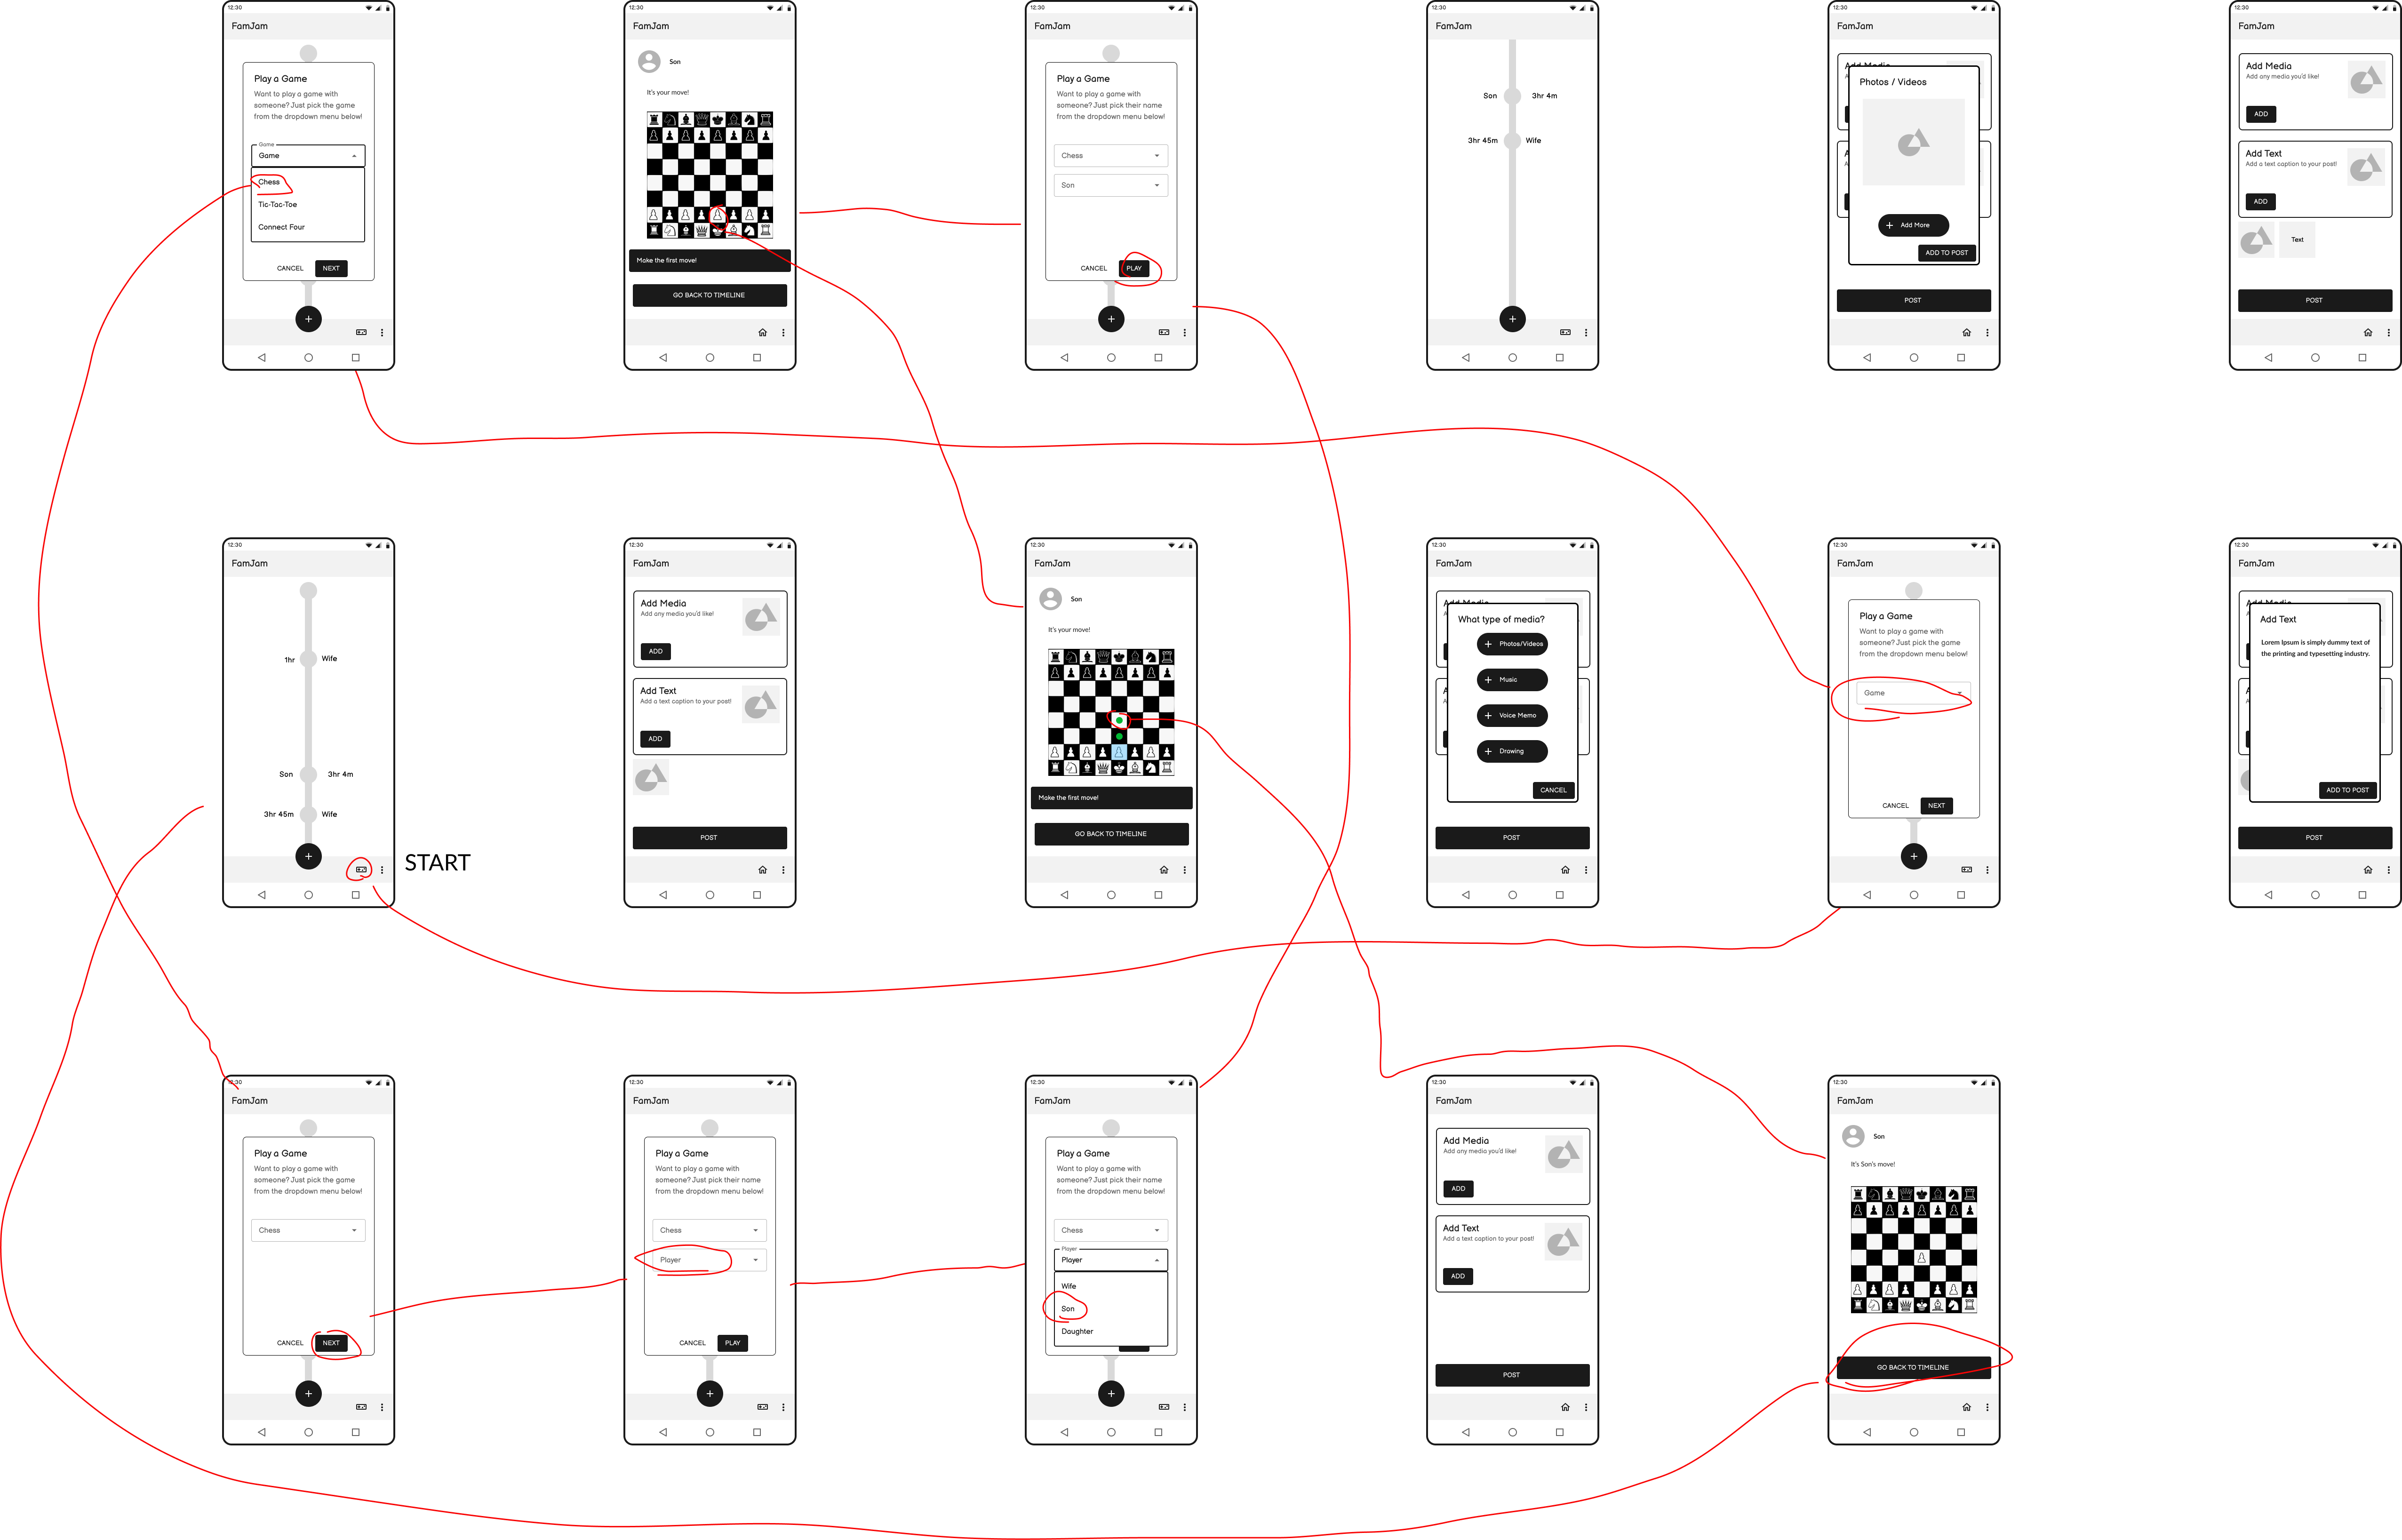 12:30
FamJam
Play a Game
Want to play a game with
someone? Just pick the game
from the dropdown menu below!
Game
Game
Chess
Tic-Tac-Toe
Connect Four
CANCEL
NEXT
12:30
FamJam
Son
It's your move!
Make the first move!
GO BACK TO TIMELINE
12:30
FamJam
Play a Game
Want to play a game with
someone? Just pick their name
from the dropdown menu below!
Chess
Son
CANCEL
PLAY
12:30
FamJam
Son
3hr 4m
3hr 45m
Wife
12:30
FamJam
Add Media
Photos / Videos
Add More
ADD TO POST
POST
12:30
FamJam
Add Media
Add any media you'd like!
ADD
Add Text
Add a text caption to your post!
ADD
Text
POST
12:30
FamJam
1hr
Wife
Son
3hr 4m
3hr 45m
Wife
START
12:30
FamJam
Add Media
Add any media you'd like!
ADD
Add Text
Add a text caption to your post!
ADD
POST
12:30
FamJam
Son
It's your move!
Make the first move!
GO BACK TO TIMELINE
12:30
FamJam
Add Media
What type of media?
Photos/Videos
Music
Voice Memo
Drawing
CANCEL
POST
12:30
FamJam
Play a Game
Want to play a game with
someone? Just pick the game
from the dropdown menu below!
Game
CANCEL
NEXT
12:30
FamJam
Add Media
Add Text
Lorem Ipsum is simply dummy text of
the printing and typesetting industry.
ADD TO POST
POST
12:30
FamJam
Play a Game
Want to play a game with
someone? Just pick the game
from the dropdown menu below!
Chess
CANCEL
NEXT
12:30
FamJam
Play a Game
Want to play a game with
someone? Just pick their name
from the dropdown menu below!
Chess
Player
CANCEL
PLAY
12:30
FamJam
Play a Game
Want to play a game with
someone? Just pick their name
from the dropdown menu below!
Chess
Player
Player
Wife
Son
Daughter
12:30
FamJam
Add Media
Add any media you'd like!
ADD
Add Text
Add a text caption to your post!
ADD
POST
12:30
FamJam
Son
It's Son's move!
GO BACK TO TIMELINE